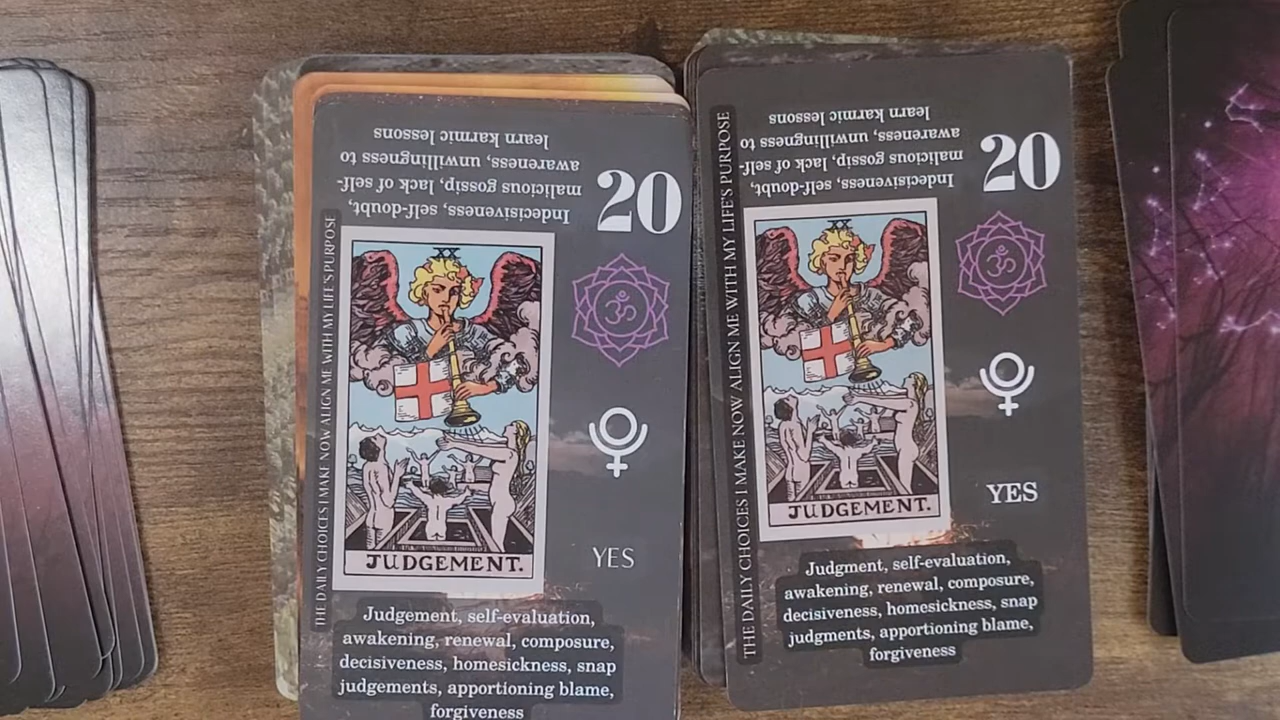 Indecisiveness, self-doubt,
malicious gossip, lack of self-
awareness, unwillingness to
learn karmic lessons
20
THE DAILY CHOICES I MAKE NOW ALIGN ME WITH MY LIFE'S PURPOSE
XX
ॐ
JUDGEMENT.
YES
Judgement, self-evaluation,
awakening, renewal, composure,
decisiveness, homesickness, snap
judgements, apportioning blame,
forgiveness
Indecisiveness, self-doubt,
malicious gossip, lack of self-
awareness, unwillingness to
learn karmic lessons
20
THE DAILY CHOICES I MAKE NOW ALIGN ME WITH MY LIFE'S PURPOSE
XX
ॐ
JUDGEMENT.
YES
Judgment, self-evaluation,
awakening, renewal, composure,
decisiveness, homesickness, snap
judgments, apportioning blame,
forgiveness